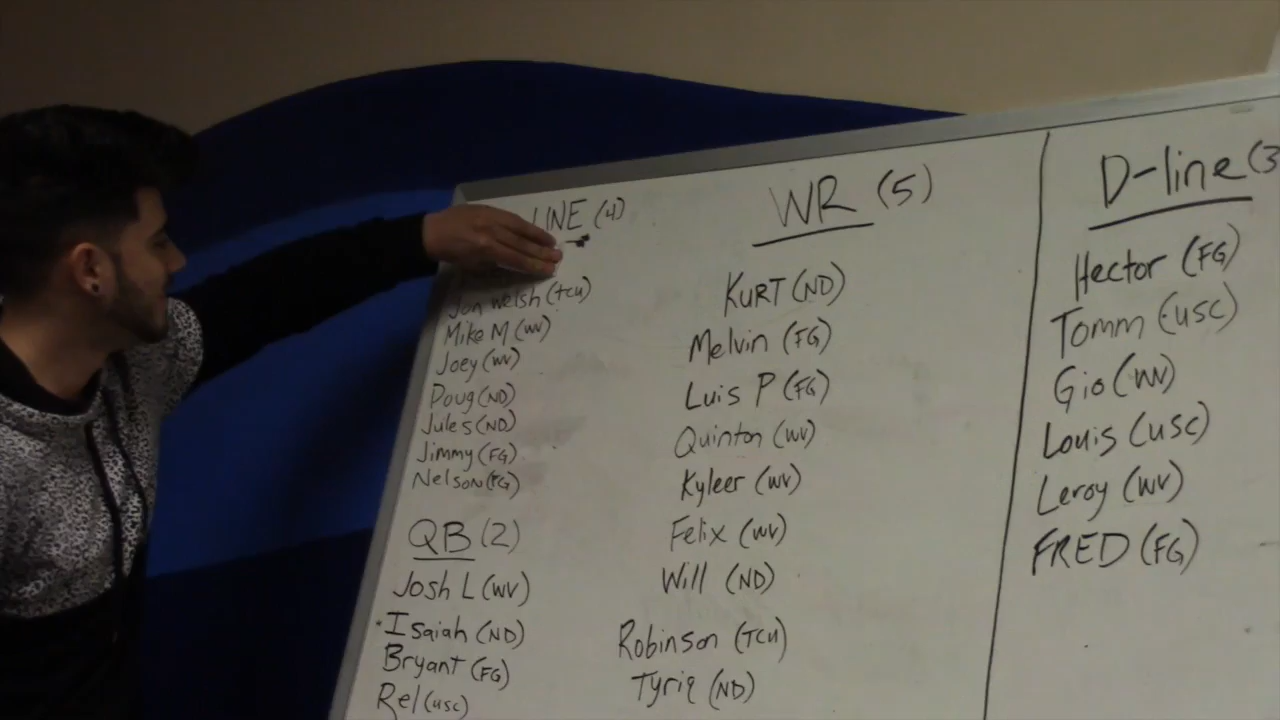 LINE (4)
Jon Welsh (TCU)
Mike M (WV)
Joey (WV)
Doug (ND)
Jules (ND)
Jimmy (FG)
Nelson (FG)
QB (2)
Josh L (WV)
Isaiah (ND)
Bryant (FG)
Rel (USC)
WR (5)
KURT (ND)
Melvin (FG)
Luis P (FG)
Quinton (WV)
Kyleer (WV)
Felix (WV)
Will (ND)
Robinson (TCU)
Tyriq (ND)
D-line (3
Hector (FG)
Tomm (USC)
Gio (WV)
Louis (USC)
Leroy (WV)
FRED (FG)